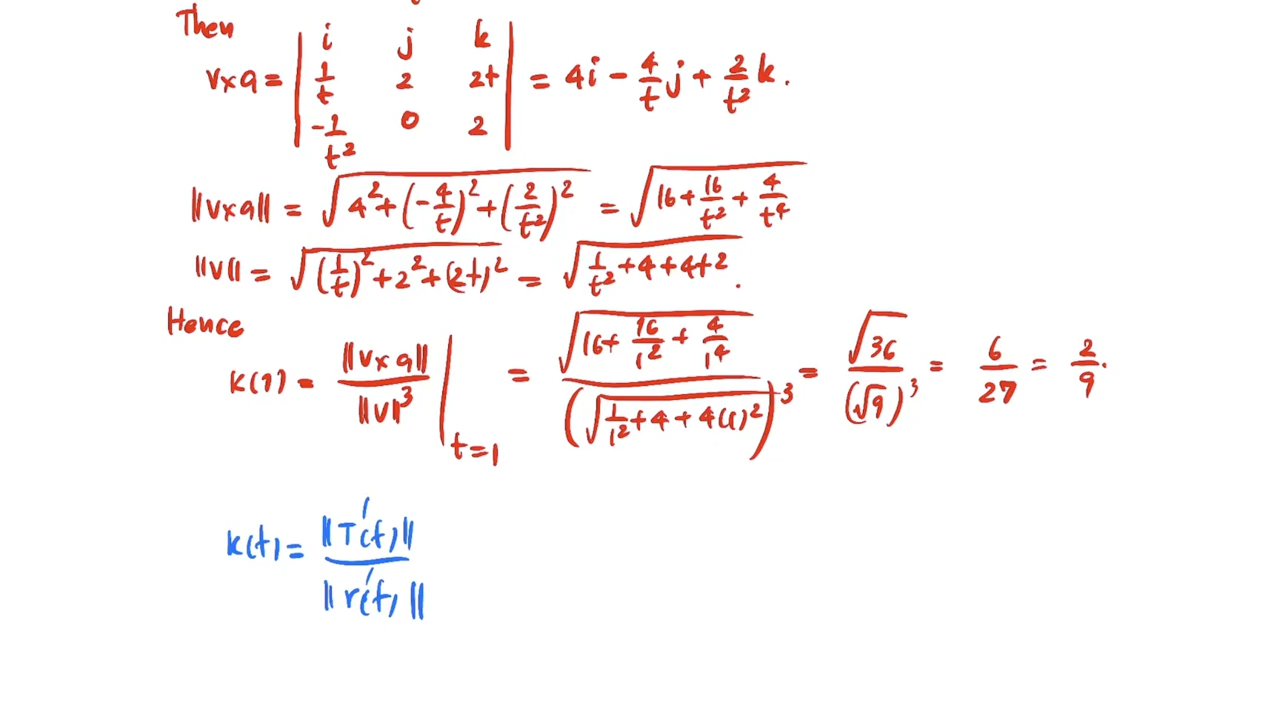 Then
i j k
v×a = | 1/t 2 2t | = 4i - 4/t j + 2/t² k.
-1/t² 0 2
||v×a|| = √(4² + (-4/t)² + (2/t²)²) = √(16 + 16/t² + 4/t⁴)
||v|| = √((1/t)² + 2² + (2t)²) = √(1/t² + 4 + 4t²).
Hence
K(1) = ||v×a|| / ||v||³ |t=1 = √(16 + 16/1² + 4/1⁴) / (√(1/1² + 4 + 4(1)²))³ = √36 / (√9)³ = 6/27 = 2/9.
K(t) = ||T'(t)|| / ||r'(t)||